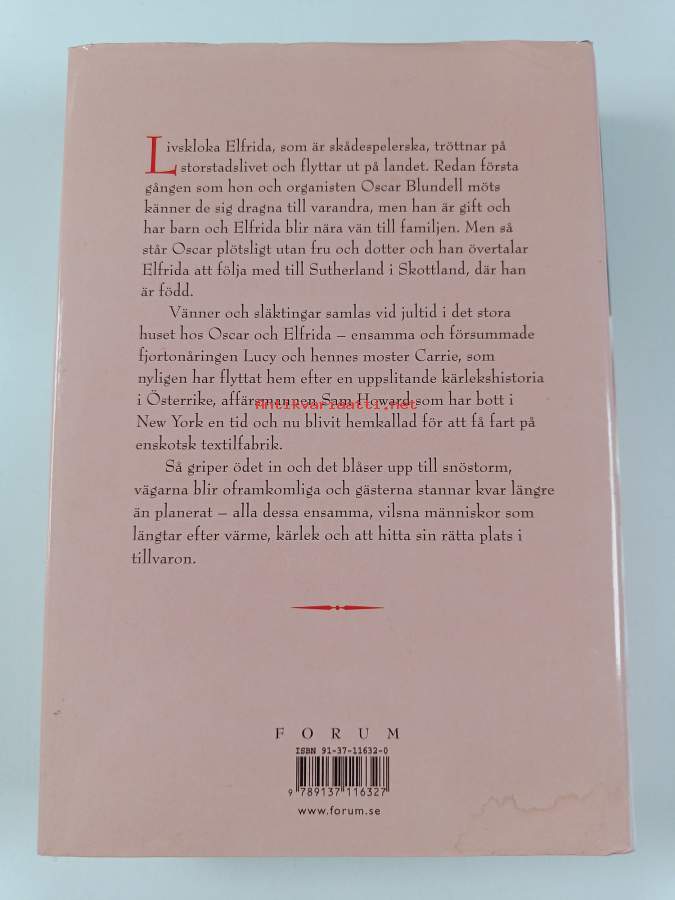 Livskloka Elfrida, som är skådespelerska, tröttnar på
storstadslivet och flyttar ut på landet. Redan första
gången som hon och organisten Oscar Blundell möts
känner de sig dragna till varandra, men han är gift och
har barn och Elfrida blir nära vän till familjen. Men så
står Oscar plötsligt utan fru och dotter och han övertalar
Elfrida att följa med till Sutherland i Skottland, där han
är född.
Vänner och släktingar samlas vid jultid i det stora
huset hos Oscar och Elfrida – ensamma och försummade
fjortonåringen Lucy och hennes moster Carrie, som
nyligen har flyttat hem efter en uppslitande kärlekshistoria
i Österrike, affärsmannen Sam Howard som har bott i
Antikvariaatti.net
New York en tid och nu blivit hemkallad för att få fart på
enskotsk textilfabrik.
Så griper ödet in och det blåser upp till snöstorm,
vägarna blir oframkomliga och gästerna stannar kvar längre
än planerat – alla dessa ensamma, vilsna människor som
längtar efter värme, kärlek och att hitta sin rätta plats i
tillvaron.
FORUM
ISBN 91-37-11632-0
9 789137 116327
www.forum.se